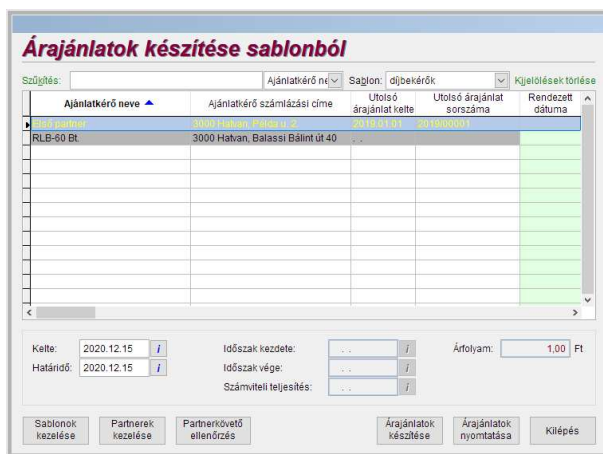 Árajánlatok készítése sablonból
Szűkítés: Ajánlatkérő ne Sablon: díjbekérők Kijelölések törlése
Ajánlatkérő neve Ajánlatkérő számlázási címe Utolsó árajánlat kelte Utolsó árajánlat sorszáma Rendezett dátuma
Első partner 3000 Hatvan, Példa u. 2. 2019.01.01 2019/00001
RLB-60 Bt. 3000 Hatvan, Balassi Bálint út 40 . .
Kelte: 2020.12.15 i Időszak kezdete: . . i Árfolyam: 1,00 Ft
Határidő: 2020.12.15 i Időszak vége: . . i
Számviteli teljesítés: . . i
Sablonok kezelése Partnerek kezelése Partnerkövető ellenőrzés Árajánlatok készítése Árajánlatok nyomtatása Kilépés